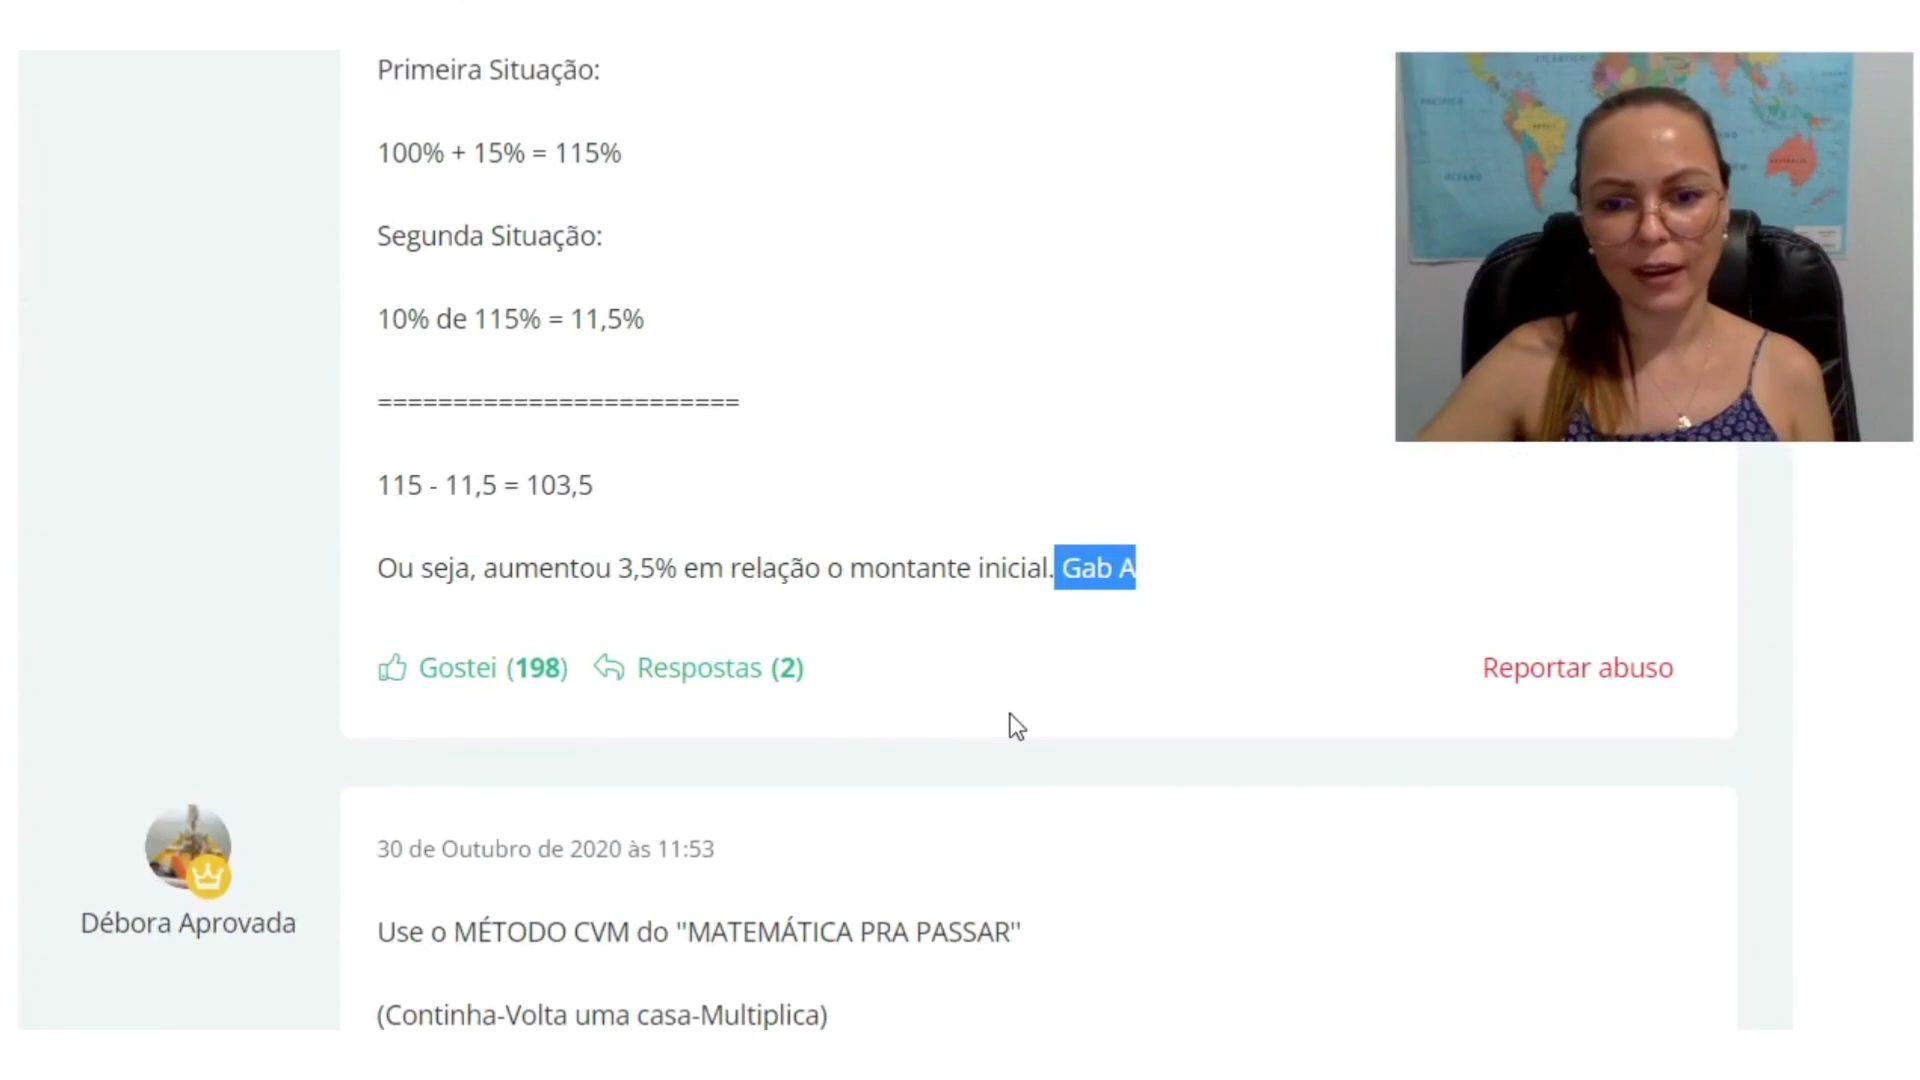 Primeira Situação:
100% + 15% = 115%
Segunda Situação:
10% de 115% = 11,5%
========================
115 - 11,5 = 103,5
Ou seja, aumentou 3,5% em relação o montante inicial. Gab A
Gostei (198) Respostas (2)
Reportar abuso
30 de Outubro de 2020 às 11:53
Débora Aprovada
Use o MÉTODO CVM do "MATEMÁTICA PRA PASSAR"
(Continha-Volta uma casa-Multiplica)